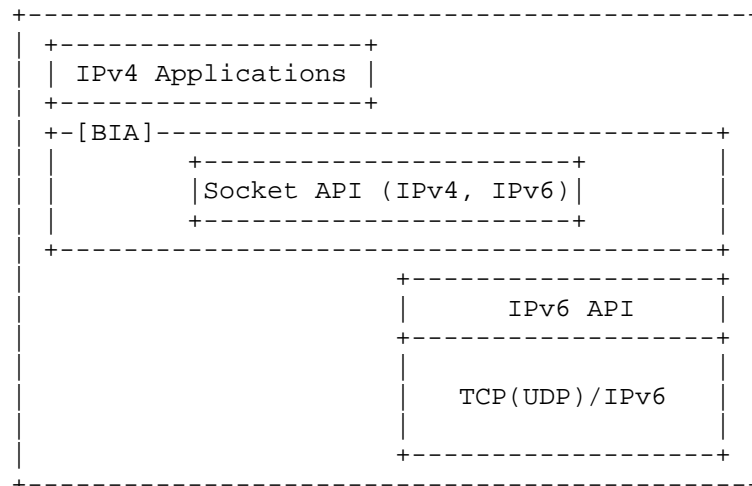 IPv4 Applications
[BIA]
Socket API (IPv4, IPv6)
IPv6 API
TCP(UDP)/IPv6